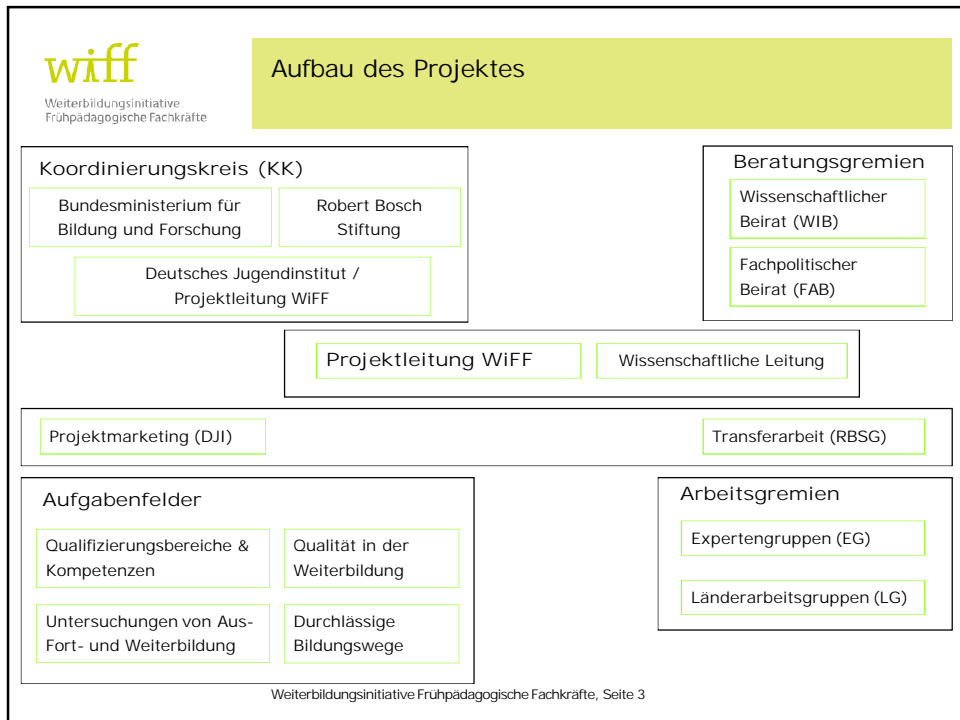 wiff
Weiterbildungsinitiative
Frühpädagogische Fachkräfte
Aufbau des Projektes
Koordinierungskreis (KK)
Bundesministerium für
Bildung und Forschung
Robert Bosch
Stiftung
Deutsches Jugendinstitut /
Projektleitung WiFF
Beratungsgremien
Wissenschaftlicher
Beirat (WIB)
Fachpolitischer
Beirat (FAB)
Projektleitung WiFF
Wissenschaftliche Leitung
Projektmarketing (DJI)
Transferarbeit (RBSG)
Aufgabenfelder
Qualifizierungsbereiche &
Kompetenzen
Qualität in der
Weiterbildung
Untersuchungen von Aus-
Fort- und Weiterbildung
Durchlässige
Bildungswege
Arbeitsgremien
Expertengruppen (EG)
Länderarbeitsgruppen (LG)
Weiterbildungsinitiative Frühpädagogische Fachkräfte, Seite 3